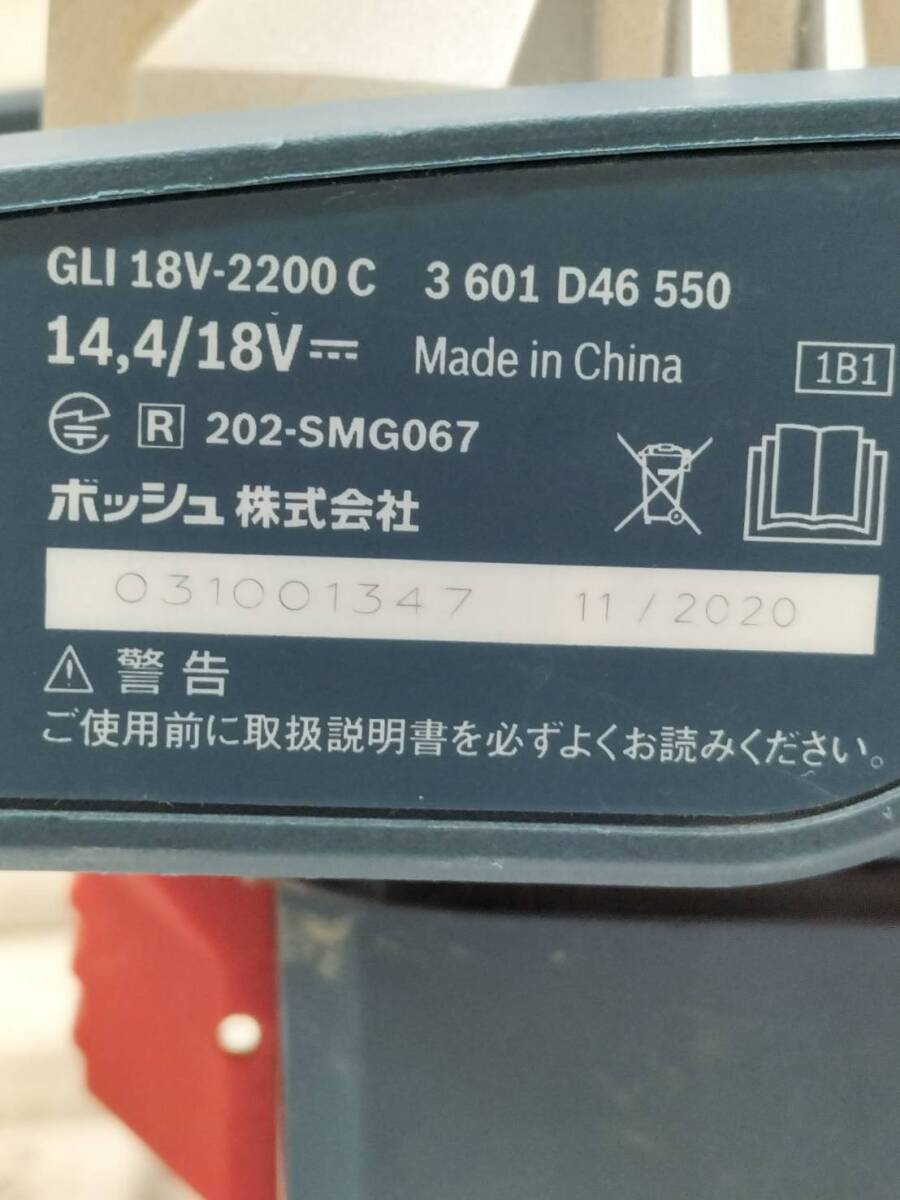 GLI 18V-2200 C 3 601 D46 550
14,4/18V Made in China 1B1
R 202-SMG067
ボッシュ株式会社
031001347 11/2020
警告
ご使用前に取扱説明書を必ずよくお読みください。